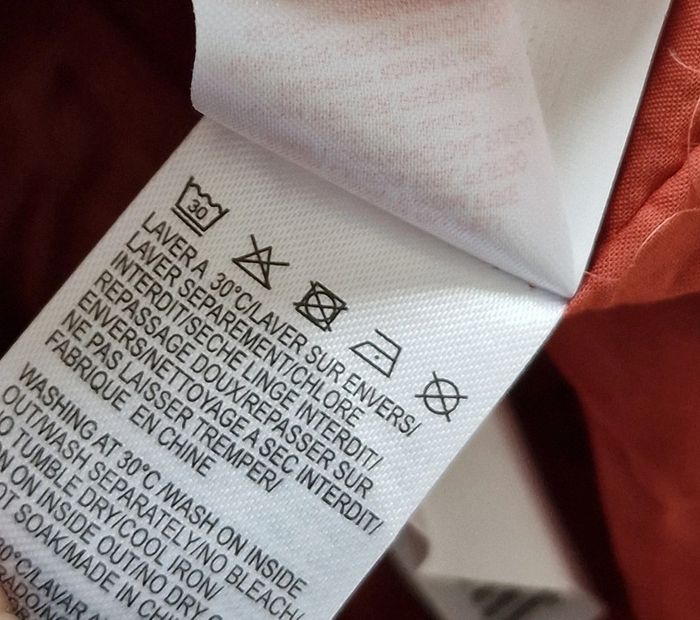 30
LAVER A 30°C/LAVER SUR ENVERS/
LAVER SEPAREMENT/CHLORE
INTERDIT/SECHE LINGE INTERDIT/
REPASSAGE DOUX/REPASSER SUR
ENVERS/NETTOYAGE A SEC INTERDIT/
NE PAS LAISSER TREMPER/
FABRIQUE EN CHINE
WASHING AT 30°C /WASH ON INSIDE
OUT/WASH SEPARATELY/NO BLEACH/
TUMBLE DRY/COOL IRON/
ON INSIDE OUT/NO DRY
SOAK/MADE IN